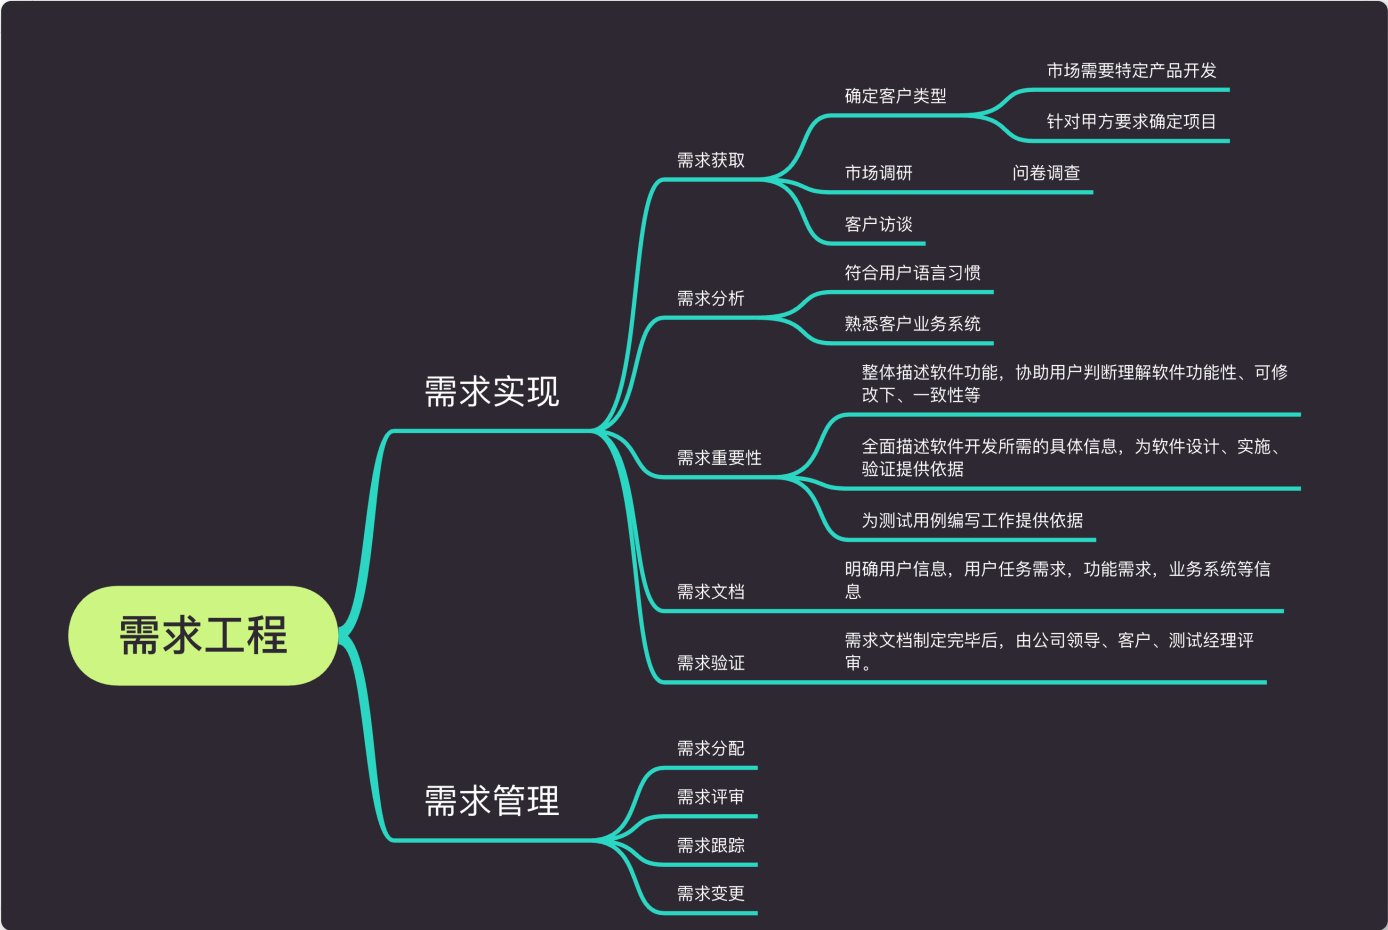 市场需要特定产品开发
确定客户类型
针对甲方要求确定项目
需求获取
市场调研
问卷调查
客户访谈
符合用户语言习惯
需求分析
熟悉客户业务系统
整体描述软件功能，协助用户判断理解软件功能性、可修
改下、一致性等
需求实现
全面描述软件开发所需的具体信息，为软件设计、实施、
验证提供依据
需求重要性
为测试用例编写工作提供依据
明确用户信息，用户任务需求，功能需求，业务系统等信
息
需求文档
需求工程
需求文档制定完毕后，由公司领导、客户、测试经理评
审。
需求验证
需求分配
需求管理
需求评审
需求跟踪
需求变更